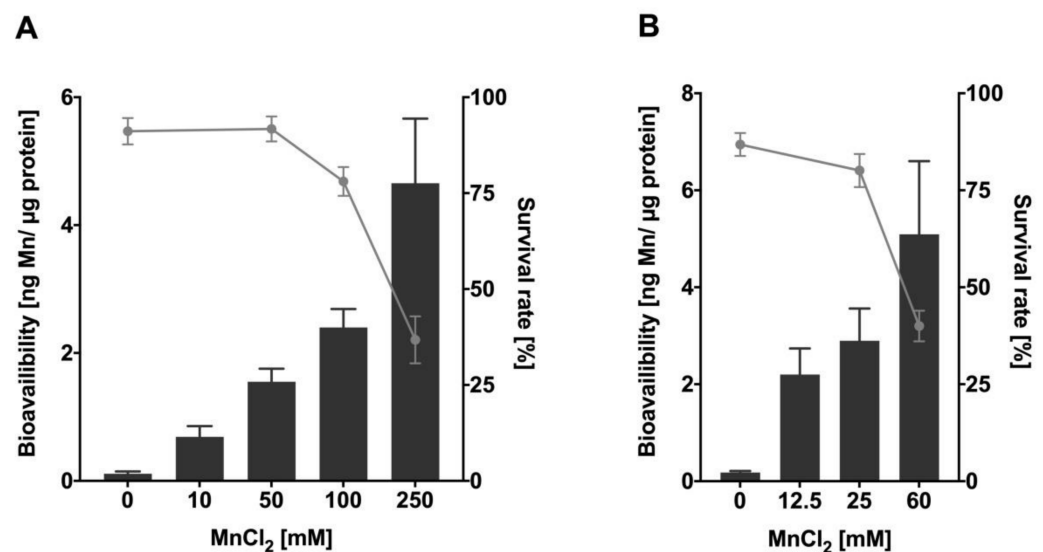 A
Bioavailibility [ng Mn/ µg protein]
6
4
2
0
100
75
50
25
0
Survival rate [%]
0 10 50 100 250
MnCl₂ [mM]
B
Bioavailibility [ng Mn/ µg protein]
8
6
4
2
0
100
75
50
25
0
Survival rate [%]
0 12.5 25 60
MnCl₂ [mM]